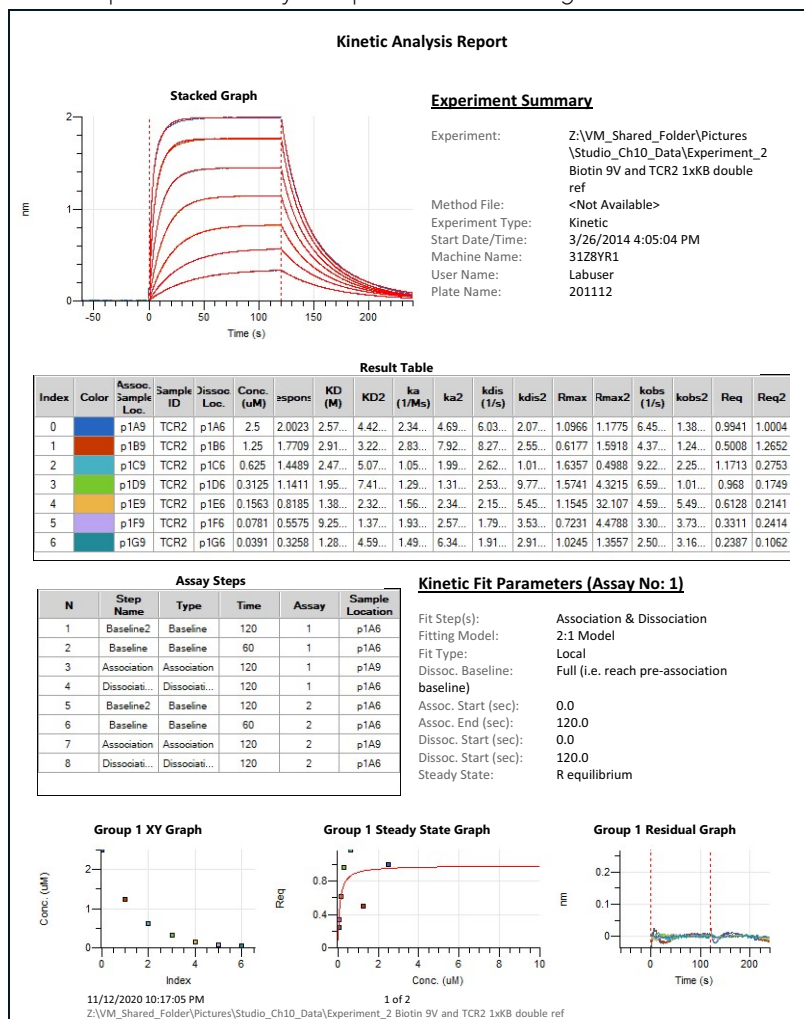 Kinetic Analysis Report
Stacked Graph
2
1
0
nm
-50 0 50 100 150 200
Time (s)
Experiment Summary
Experiment: Z:\VM_Shared_Folder\Pictures
\Studio_Ch10_Data\Experiment_2
Biotin 9V and TCR2 1xKB double
ref
Method File: <Not Available>
Experiment Type: Kinetic
Start Date/Time: 3/26/2014 4:05:04 PM
Machine Name: 31Z8YR1
User Name: Labuser
Plate Name: 201112
Result Table
Index Color Assoc. Sample Loc. Sample ID Dissoc. Loc. Conc. (uM) espons KD (M) KD2 ka (1/Ms) ka2 kdis (1/s) kdis2 Rmax Rmax2 kobs (1/s) kobs2 Req Req2
0 p1A9 TCR2 p1A6 2.5 2.0023 2.57... 4.42... 2.34... 4.69... 6.03... 2.07... 1.0966 1.1775 6.45... 1.38... 0.9941 1.0004
1 p1B9 TCR2 p1B6 1.25 1.7709 2.91... 3.22... 2.83... 7.92... 8.27... 2.55... 0.6177 1.5918 4.37... 1.24... 0.5008 1.2652
2 p1C9 TCR2 p1C6 0.625 1.4489 2.47... 5.07... 1.05... 1.99... 2.62... 1.01... 1.6357 0.4988 9.22... 2.25... 1.1713 0.2753
3 p1D9 TCR2 p1D6 0.3125 1.1411 1.95... 7.41... 1.29... 1.31... 2.53... 9.77... 1.5741 4.3215 6.59... 1.01... 0.968 0.1749
4 p1E9 TCR2 p1E6 0.1563 0.8185 1.38... 2.32... 1.56... 2.34... 2.15... 5.45... 1.1545 32.107 4.59... 5.49... 0.6128 0.2141
5 p1F9 TCR2 p1F6 0.0781 0.5575 9.25... 1.37... 1.93... 2.57... 1.79... 3.53... 0.7231 4.4788 3.30... 3.73... 0.3311 0.2414
6 p1G9 TCR2 p1G6 0.0391 0.3258 1.28... 4.59... 1.49... 6.34... 1.91... 2.91... 1.0245 1.3557 2.50... 3.16... 0.2387 0.1062
Assay Steps
N Step Name Type Time Assay Sample Location
1 Baseline2 Baseline 120 1 p1A6
2 Baseline Baseline 60 1 p1A6
3 Association Association 120 1 p1A9
4 Dissociati... Dissociati... 120 1 p1A6
5 Baseline2 Baseline 120 2 p1A6
6 Baseline Baseline 60 2 p1A6
7 Association Association 120 2 p1A9
8 Dissociati... Dissociati... 120 2 p1A6
Kinetic Fit Parameters (Assay No: 1)
Fit Step(s): Association & Dissociation
Fitting Model: 2:1 Model
Fit Type: Local
Dissoc. Baseline: Full (i.e. reach pre-association
baseline)
Assoc. Start (sec): 0.0
Assoc. End (sec): 120.0
Dissoc. Start (sec): 0.0
Dissoc. Start (sec): 120.0
Steady State: R equilibrium
Group 1 XY Graph
2
1
0
Conc. (uM)
0 2 4 6
Index
Group 1 Steady State Graph
0.8
0.4
0
Req
0 2 4 6 8 10
Conc. (uM)
Group 1 Residual Graph
0.2
0.1
0
nm
0 100 200
Time (s)
11/12/2020 10:17:05 PM 1 of 2
Z:\VM_Shared_Folder\Pictures\Studio_Ch10_Data\Experiment_2 Biotin 9V and TCR2 1xKB double ref